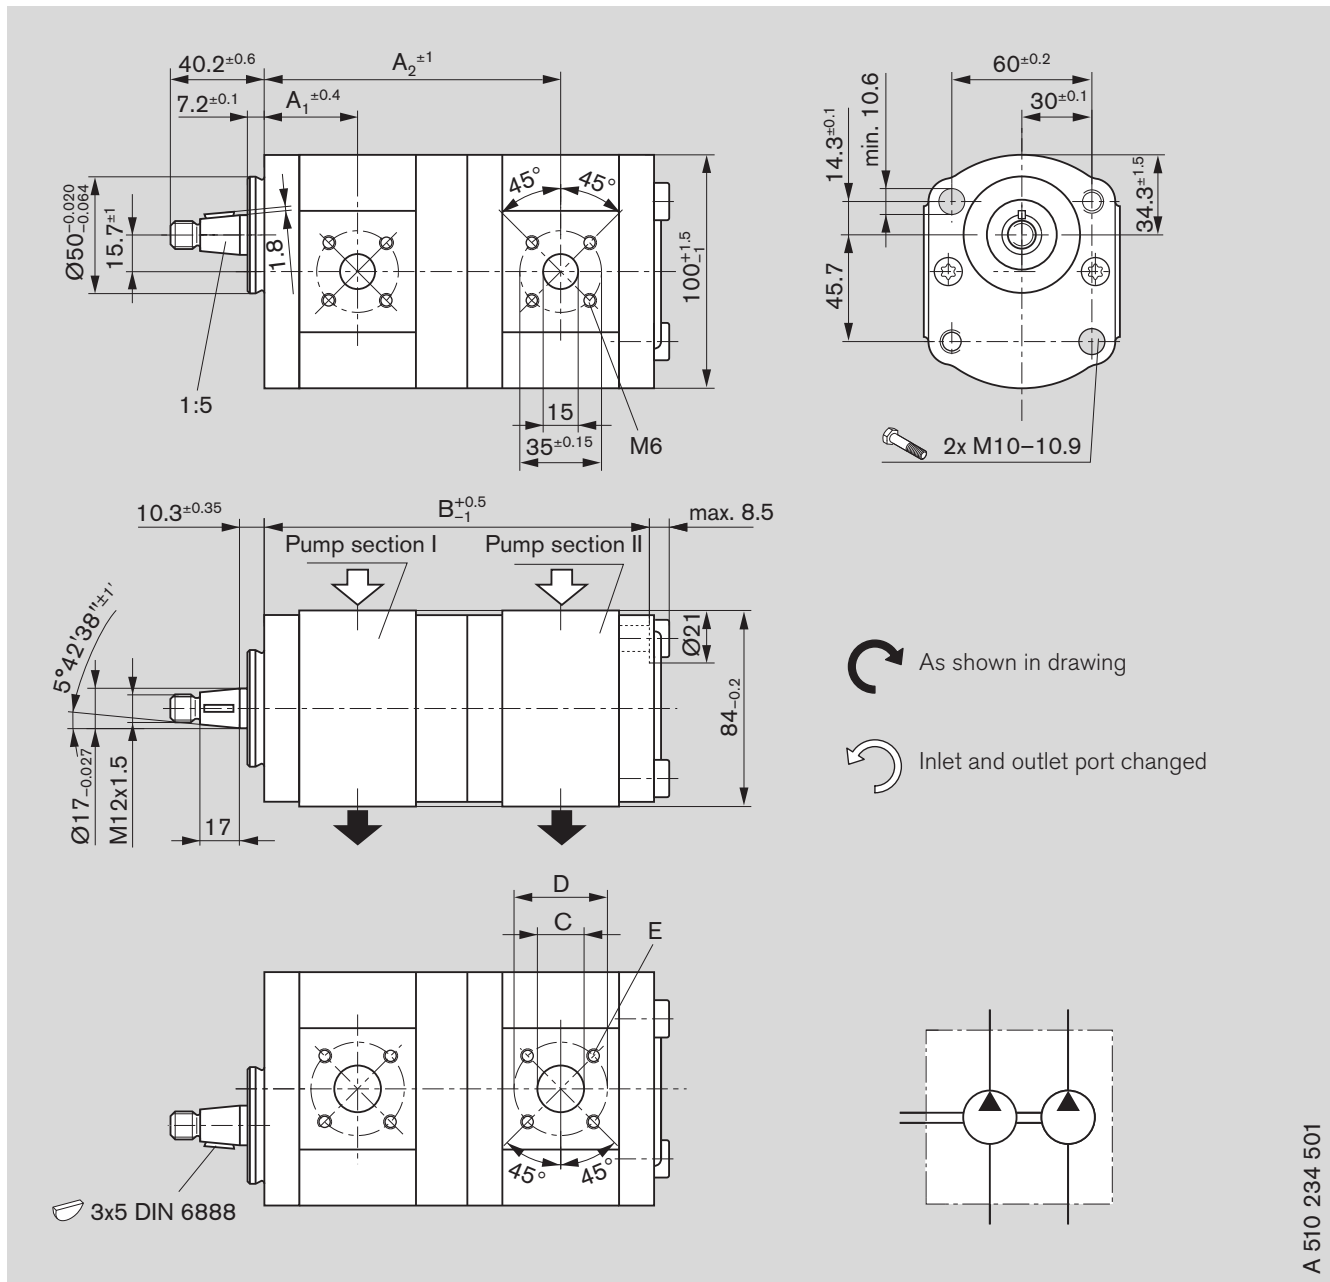 40.2±0.6
A₂±1
7.2±0.1
A₁±0.4
Ø50−0.020 −0.064
15.7±1
1.8
45°
45°
100+1.5 −1
1:5
15
35±0.15
M6
60±0.2
30±0.1
14.3±0.1
min. 10.6
34.3±1.5
45.7
2x M10–10.9
10.3±0.35
B+0.5 −1
max. 8.5
Pump section I
Pump section II
5°42'38"±1'
Ø17−0.027
M12x1.5
17
Ø21
84−0.2
As shown in drawing
Inlet and outlet port changed
D
C
E
45°
45°
3x5 DIN 6888
A 510 234 501